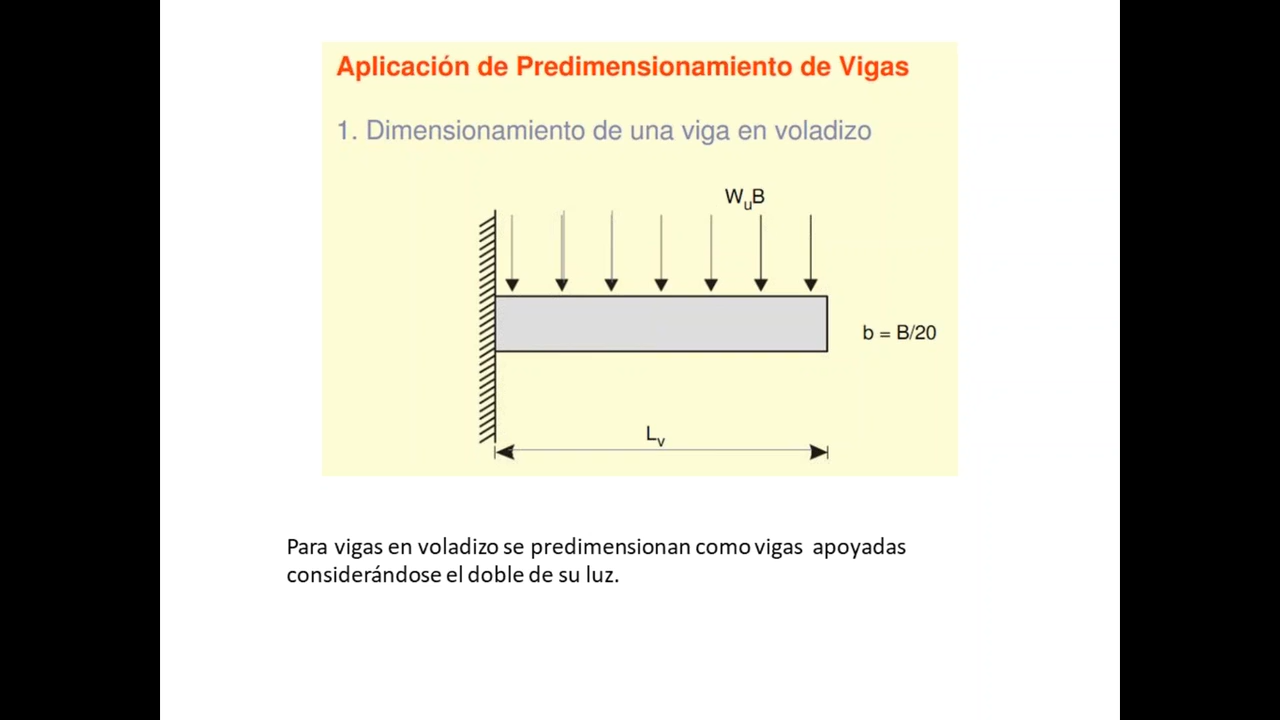 Aplicación de Predimensionamiento de Vigas
1. Dimensionamiento de una viga en voladizo
WuB
b = B/20
Lv
Para vigas en voladizo se predimensionan como vigas apoyadas
considerándose el doble de su luz.